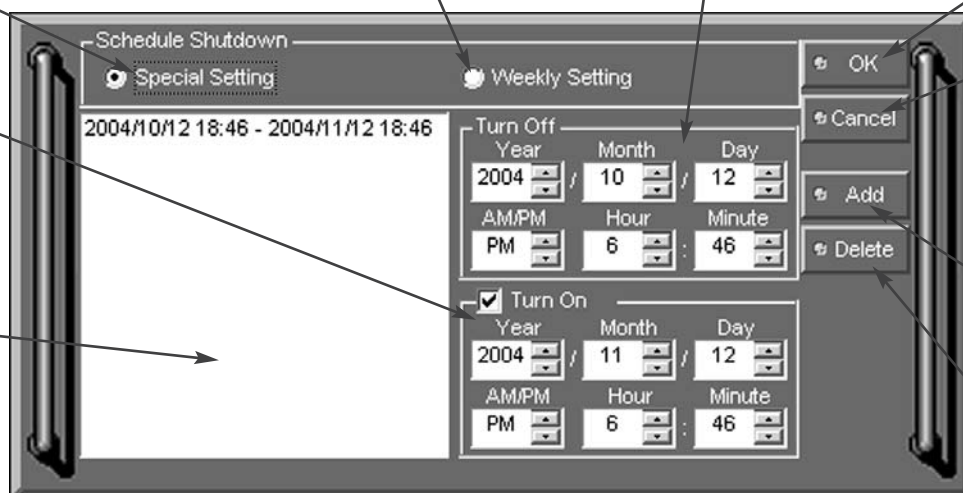 Schedule Shutdown
Special Setting
Weekly Setting
OK
Cancel
2004/10/12 18:46 - 2004/11/12 18:46
Turn Off
Year Month Day
2004 / 10 / 12
AM/PM Hour Minute
PM 6 : 46
Add
Delete
Turn On
Year Month Day
2004 / 11 / 12
AM/PM Hour Minute
PM 6 : 46